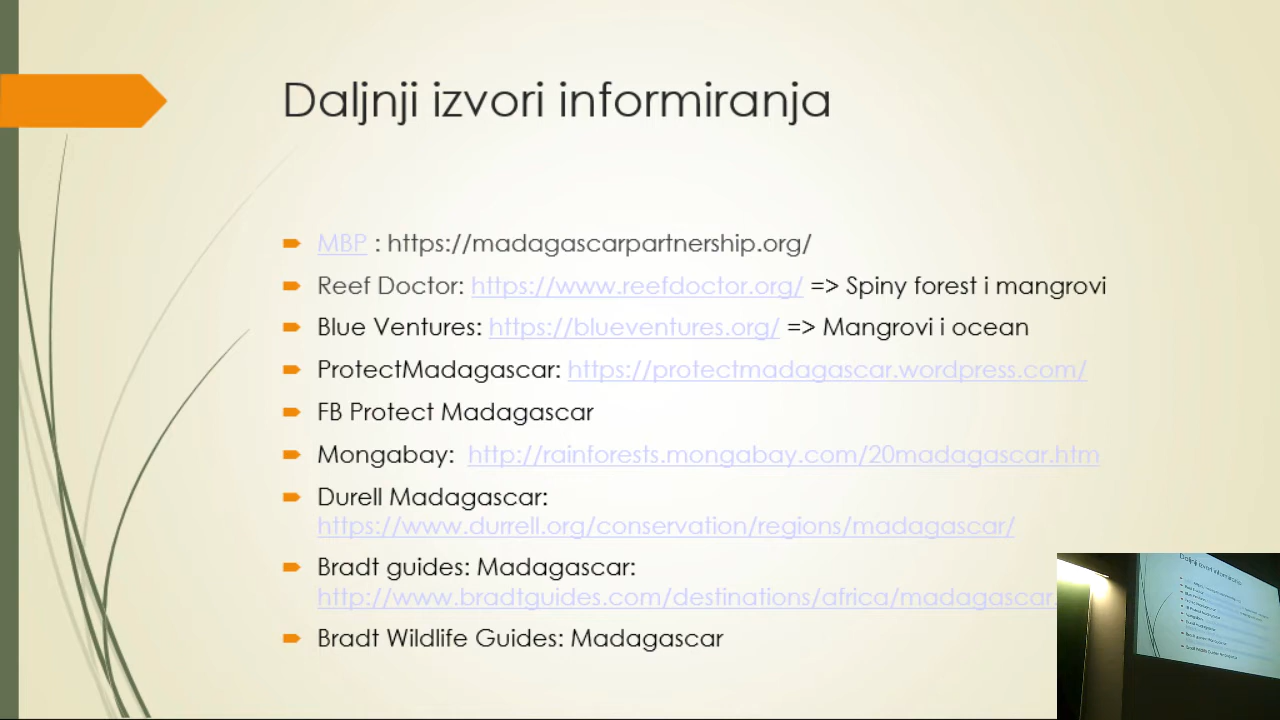 Daljnji izvori informiranja
MBP : https://madagascarpartnership.org/
Reef Doctor: https://www.reefdoctor.org/ => Spiny forest i mangrovi
Blue Ventures: https://blueventures.org/ => Mangrovi i ocean
ProtectMadagascar: https://protectmadagascar.wordpress.com/
FB Protect Madagascar
Mongabay: http://rainforests.mongabay.com/20madagascar.htm
Durell Madagascar:
https://www.durrell.org/conservation/regions/madagascar/
Bradt guides: Madagascar:
http://www.bradtguides.com/destinations/africa/madagascar.
Bradt Wildlife Guides: Madagascar
Daljnji izvori informiranja